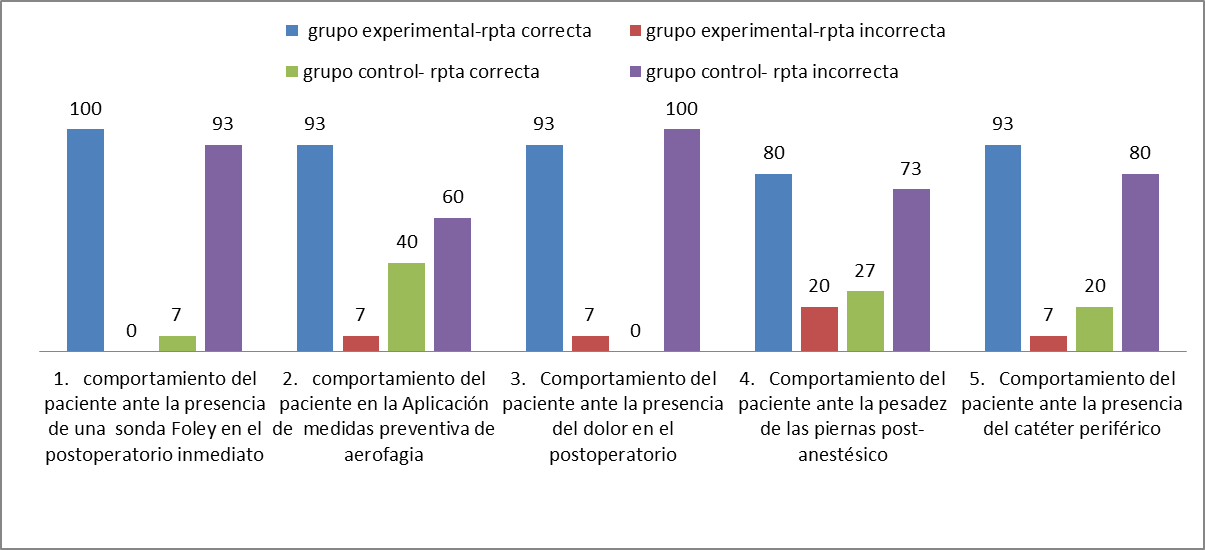 grupo experimental-rpta correcta
grupo experimental-rpta incorrecta
grupo control- rpta correcta
grupo control- rpta incorrecta
100
0
7
93
93
7
40
60
93
7
0
100
80
20
27
73
93
7
20
80
1. comportamiento del
paciente ante la presencia
de una sonda Foley en el
postoperatorio inmediato
2. comportamiento del
paciente en la Aplicación
de medidas preventiva de
aerofagia
3. Comportamiento del
paciente ante la presencia
del dolor en el
postoperatorio
4. Comportamiento del
paciente ante la pesadez
de las piernas post-
anestésico
5. Comportamiento del
paciente ante la presencia
del catéter periférico